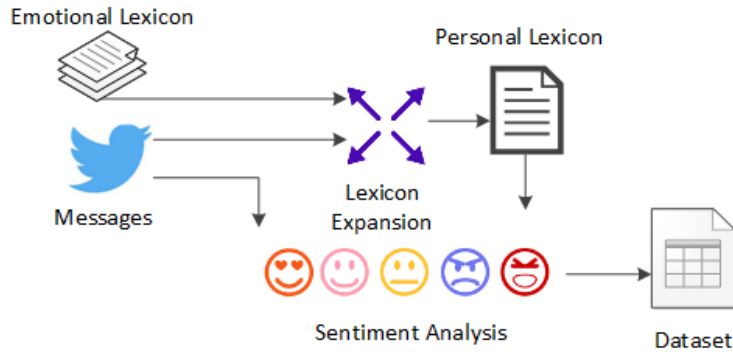 Emotional Lexicon
Personal Lexicon
Messages
Lexicon
Expansion
Sentiment Analysis
Dataset